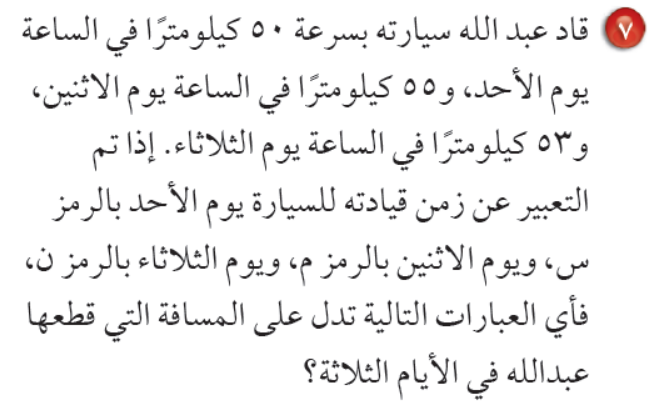 ٧ قاد عبد الله سيارته بسرعة ٥٠ كيلومترًا في الساعة
يوم الأحد، و٥٥ كيلومترًا في الساعة يوم الاثنين،
و٥٣ كيلومترًا في الساعة يوم الثلاثاء. إذا تم
التعبير عن زمن قيادته للسيارة يوم الأحد بالرمز
س، ويوم الاثنين بالرمز م، ويوم الثلاثاء بالرمز ن،
فأي العبارات التالية تدل على المسافة التي قطعها
عبدالله في الأيام الثلاثة؟